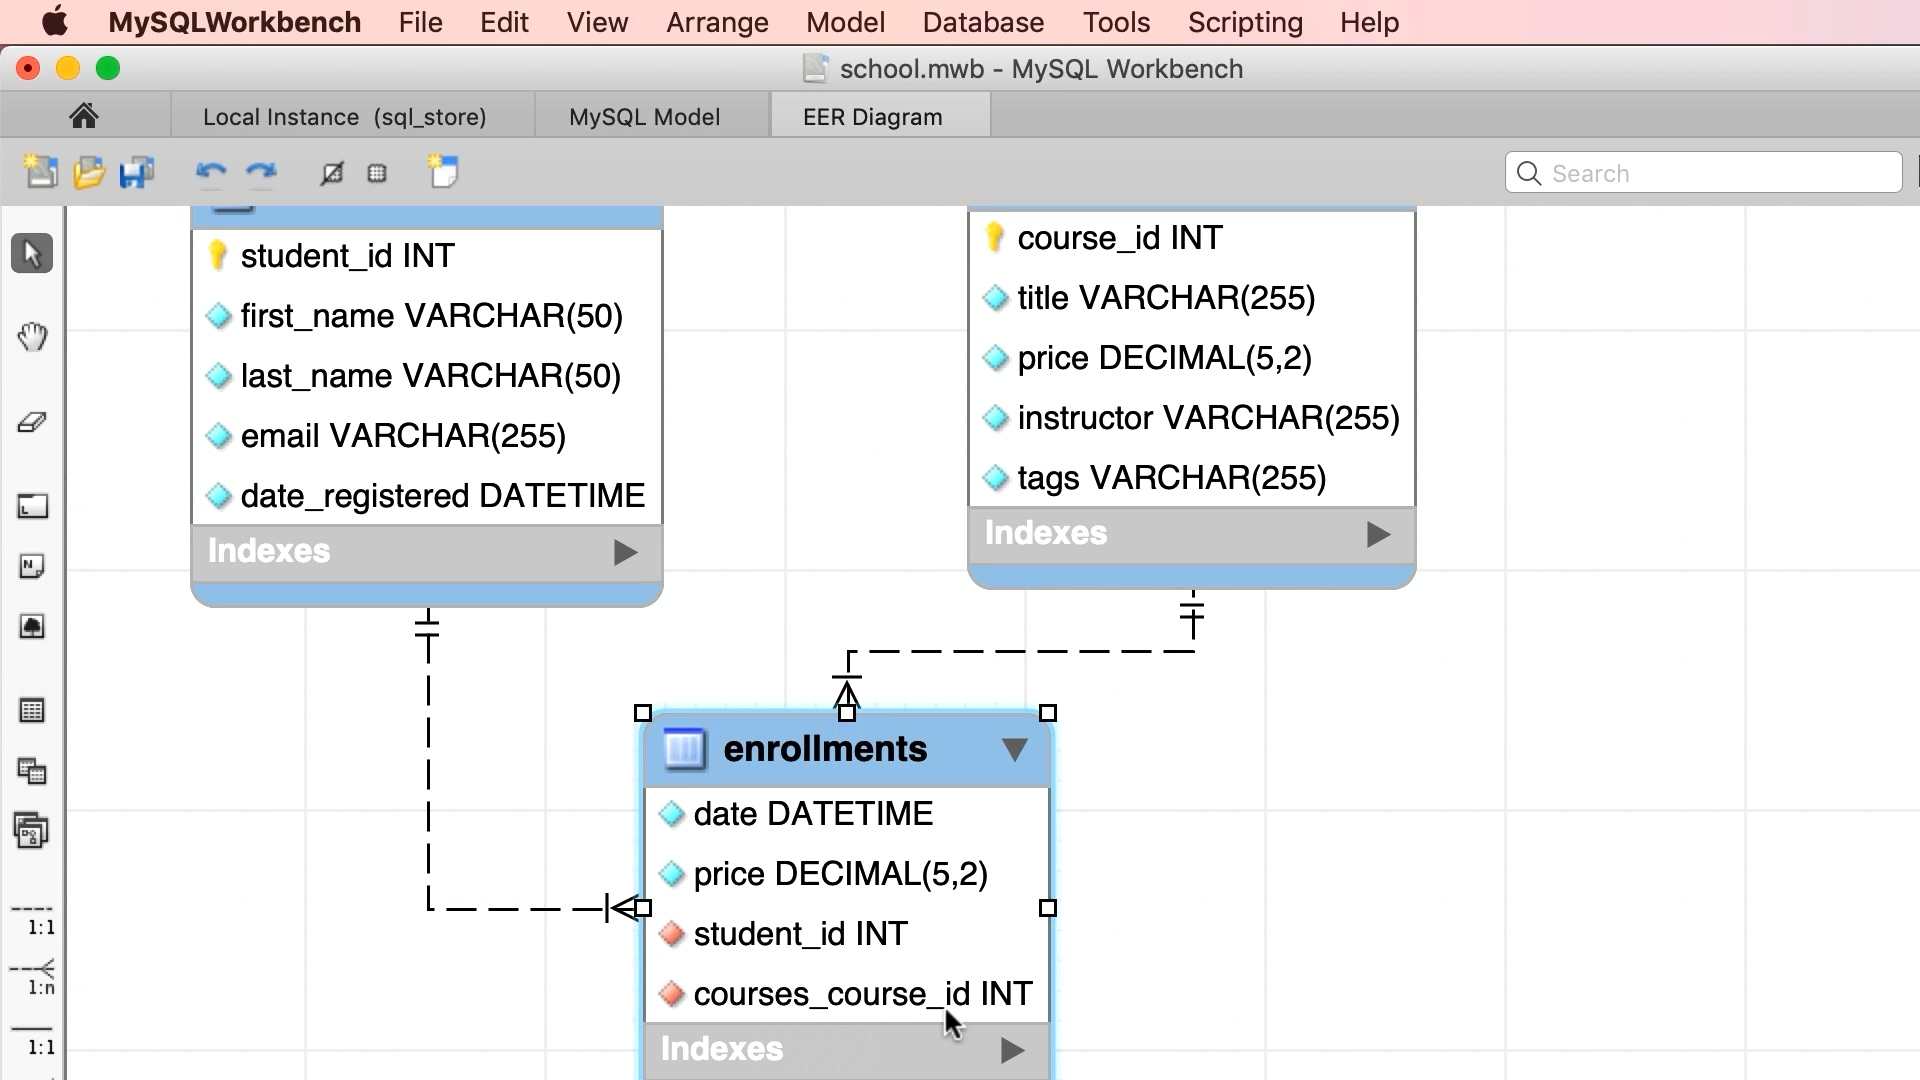 MySQLWorkbench File Edit View Arrange Model Database Tools Scripting Help
school.mwb - MySQL Workbench
Local Instance (sql_store) MySQL Model EER Diagram
Search
student_id INT
first_name VARCHAR(50)
last_name VARCHAR(50)
email VARCHAR(255)
date_registered DATETIME
Indexes
course_id INT
title VARCHAR(255)
price DECIMAL(5,2)
instructor VARCHAR(255)
tags VARCHAR(255)
Indexes
enrollments
date DATETIME
price DECIMAL(5,2)
student_id INT
courses_course_id INT
Indexes
1:1
1:n
1:1